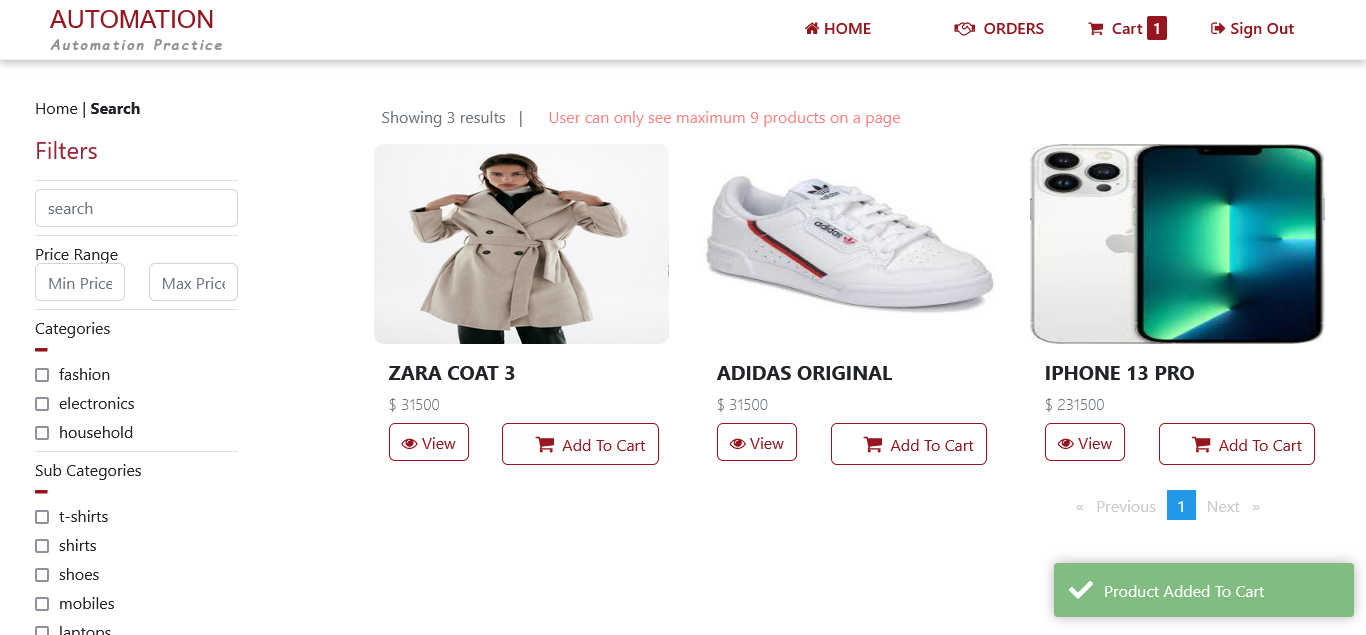 AUTOMATION
Automation Practice
HOME
ORDERS
Cart 1
Sign Out
Home | Search
Filters
search
Price Range
Min Price
Max Price
Categories
fashion
electronics
household
Sub Categories
t-shirts
shirts
shoes
mobiles
laptops
Showing 3 results |
User can only see maximum 9 products on a page
adidas
adidas
ZARA COAT 3
$ 31500
View
Add To Cart
ADIDAS ORIGINAL
$ 31500
View
Add To Cart
IPHONE 13 PRO
$ 231500
View
Add To Cart
« Previous 1 Next »
Product Added To Cart